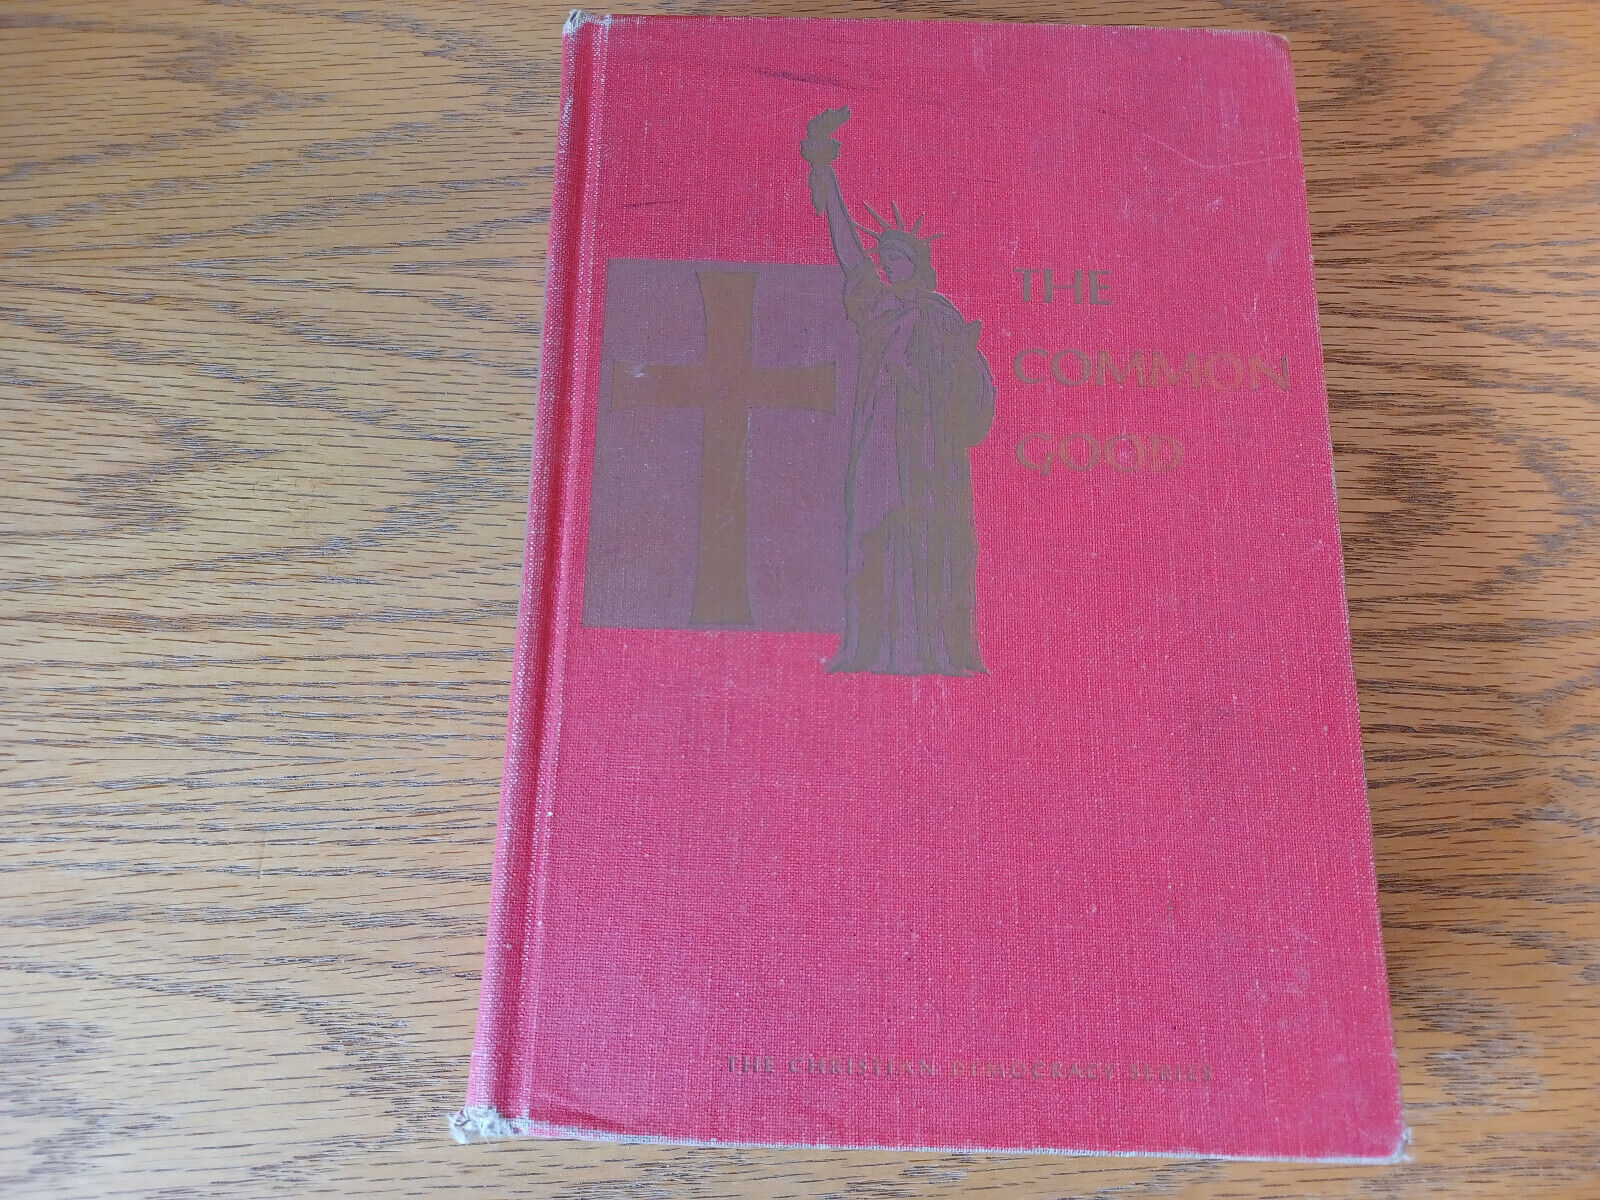 THE
COMMON
GOOD
THE CHRISTIAN DEMOCRACY SERIES